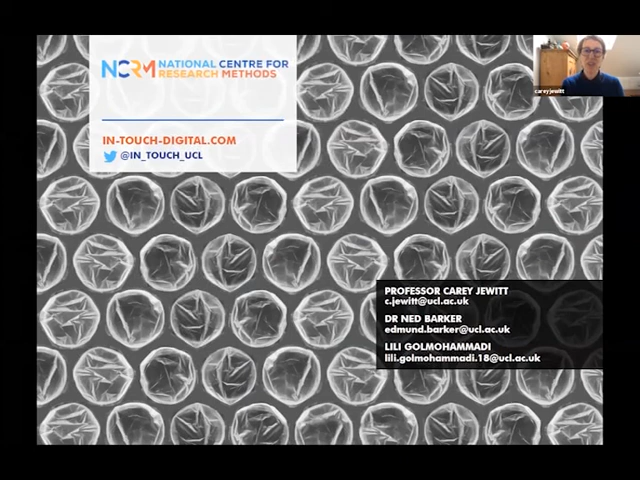 NCRM NATIONAL CENTRE FOR
RESEARCH METHODS
IN-TOUCH-DIGITAL.COM
@IN_TOUCH_UCL
careyjewitt
PROFESSOR CAREY JEWITT
c.jewitt@ucl.ac.uk
DR NED BARKER
edmund.barker@ucl.ac.uk
LILI GOLMOHAMMADI
lili.golmohammadi.18@ucl.ac.uk